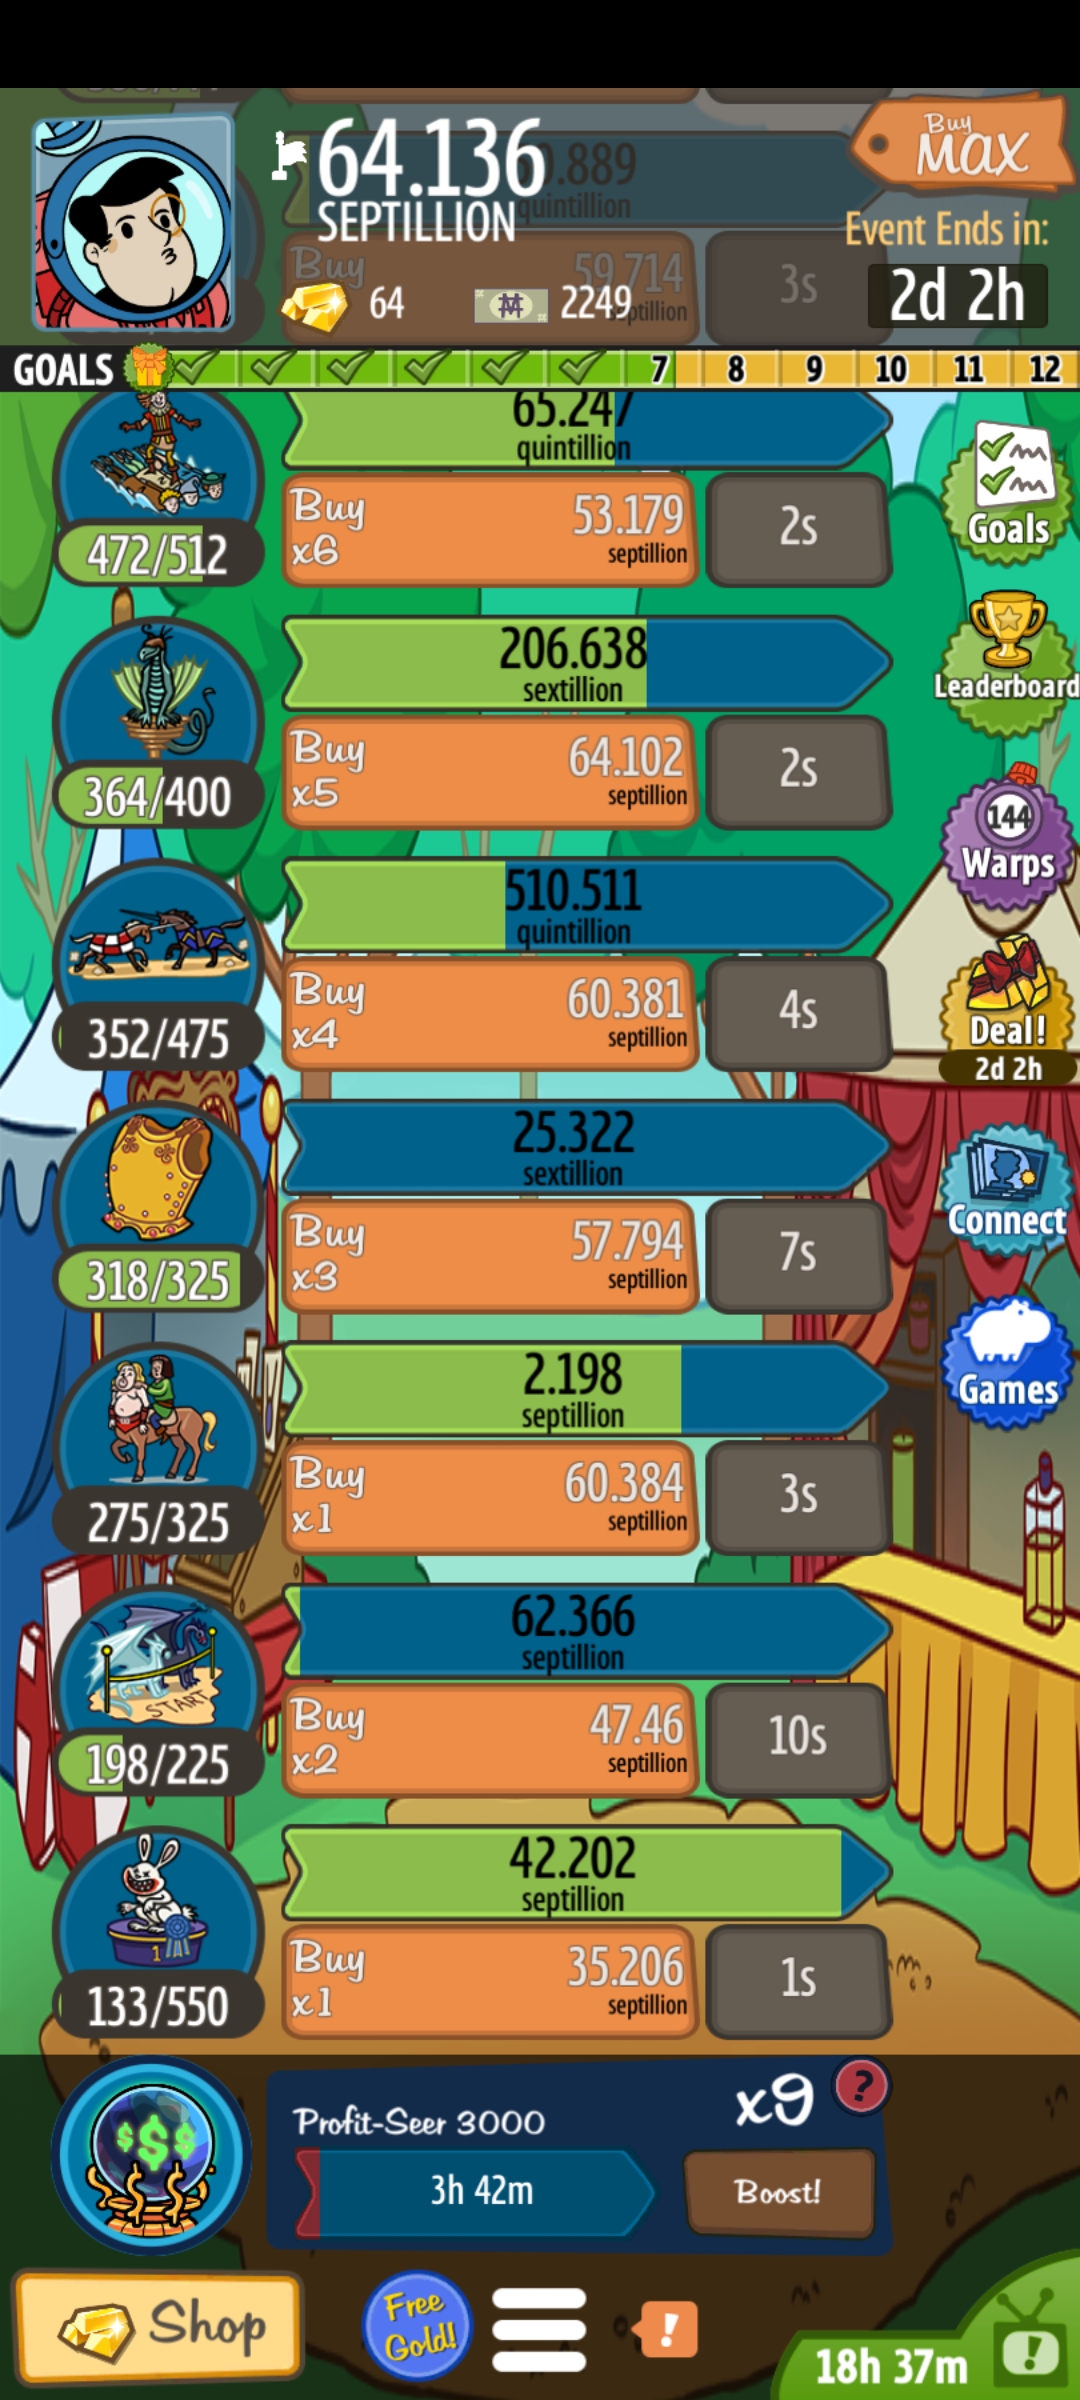 64.136
SEPTILLION
Buy
MAX
Event Ends in:
2d 2h
64
2249
.889
quintillion
Buy
59.714
septillion
3s
GOALS
7 8 9 10 11 12
65.247
quintillion
472/512
Buy
x6
53.179
septillion
2s
Goals
206.638
sextillion
364/400
Buy
x5
64.102
septillion
2s
Leaderboard
144
Warps
510.511
quintillion
352/475
Buy
x4
60.381
septillion
4s
Deal!
2d 2h
25.322
sextillion
318/325
Buy
x3
57.794
septillion
7s
Connect
2.198
septillion
275/325
Buy
x1
60.384
septillion
3s
Games
62.366
septillion
START
198/225
Buy
x2
47.46
septillion
10s
42.202
septillion
1
133/550
Buy
x1
35.206
septillion
1s
$$$
Profit-Seer 3000
x9
?
3h 42m
Boost!
Shop
Free
Gold!
!
18h 37m
!